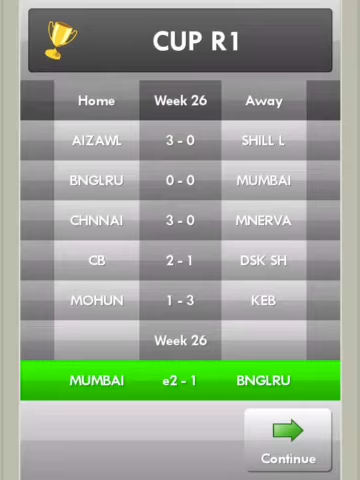 CUP R1
Home Week 26 Away
AIZAWL 3 - 0 SHILL L
BNGLRU 0 - 0 MUMBAI
CHNNAI 3 - 0 MNERVA
CB 2 - 1 DSK SH
MOHUN 1 - 3 KEB
Week 26
MUMBAI e2 - 1 BNGLRU
Continue